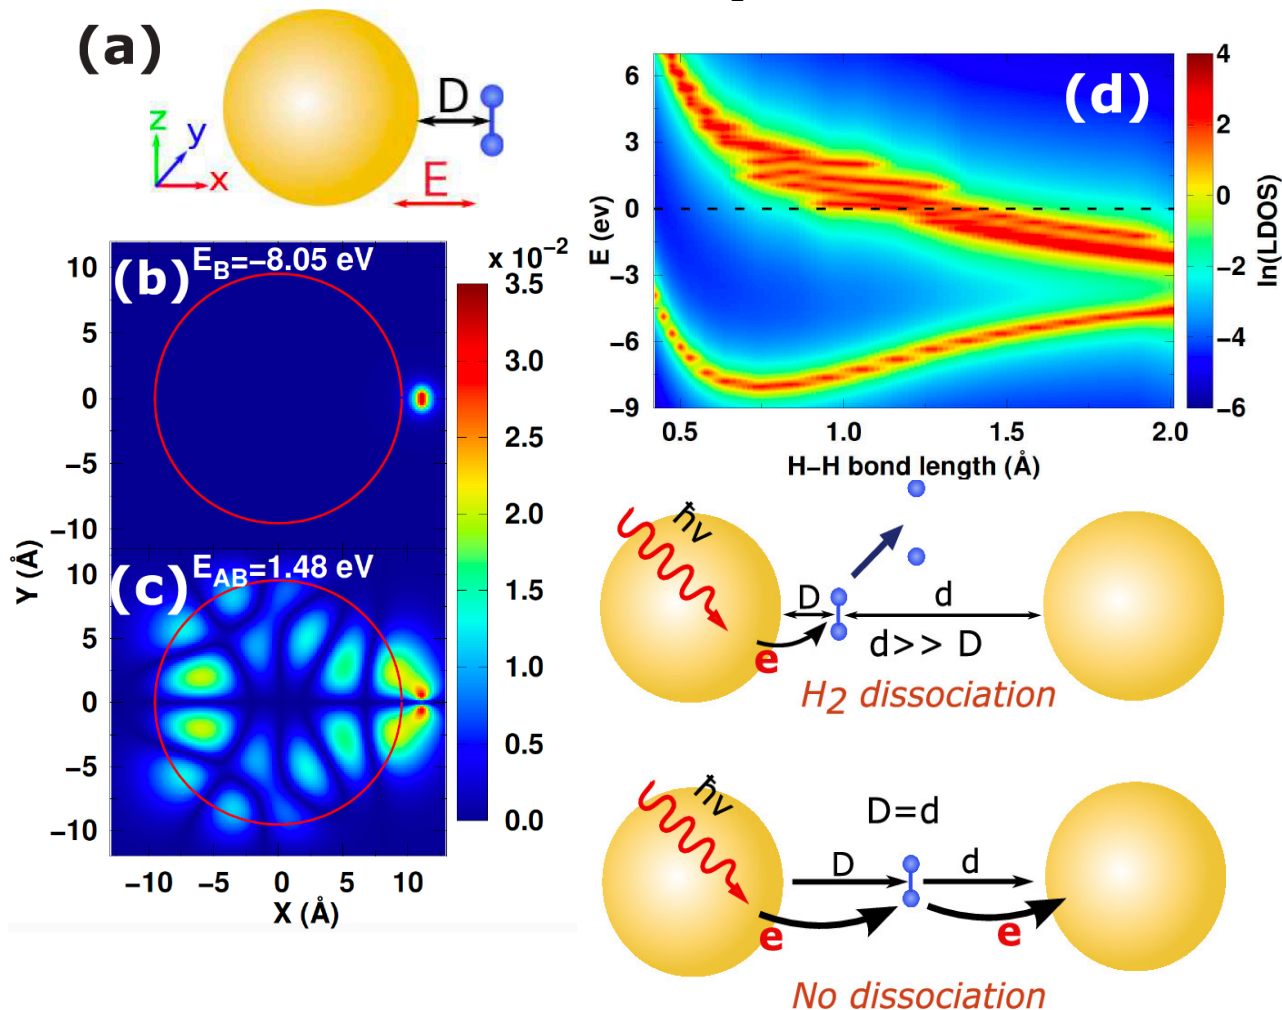 (a)
D
z
y
x
E
(b)
E_B=−8.05 eV
(c)
E_AB=1.48 eV
10
5
0
−5
−10
10
5
0
−5
−10
Y (Å)
−10 −5 0 5 10
X (Å)
x 10⁻²
3.5
3.0
2.5
2.0
1.5
1.0
0.5
0.0
(d)
6
3
0
−3
−6
−9
E (ev)
0.5 1.0 1.5 2.0
H−H bond length (Å)
4
2
0
−2
−4
−6
ln(LDOS)
ħν
D
d
d>> D
e
H2 dissociation
ħν
D=d
D
d
e
e
No dissociation